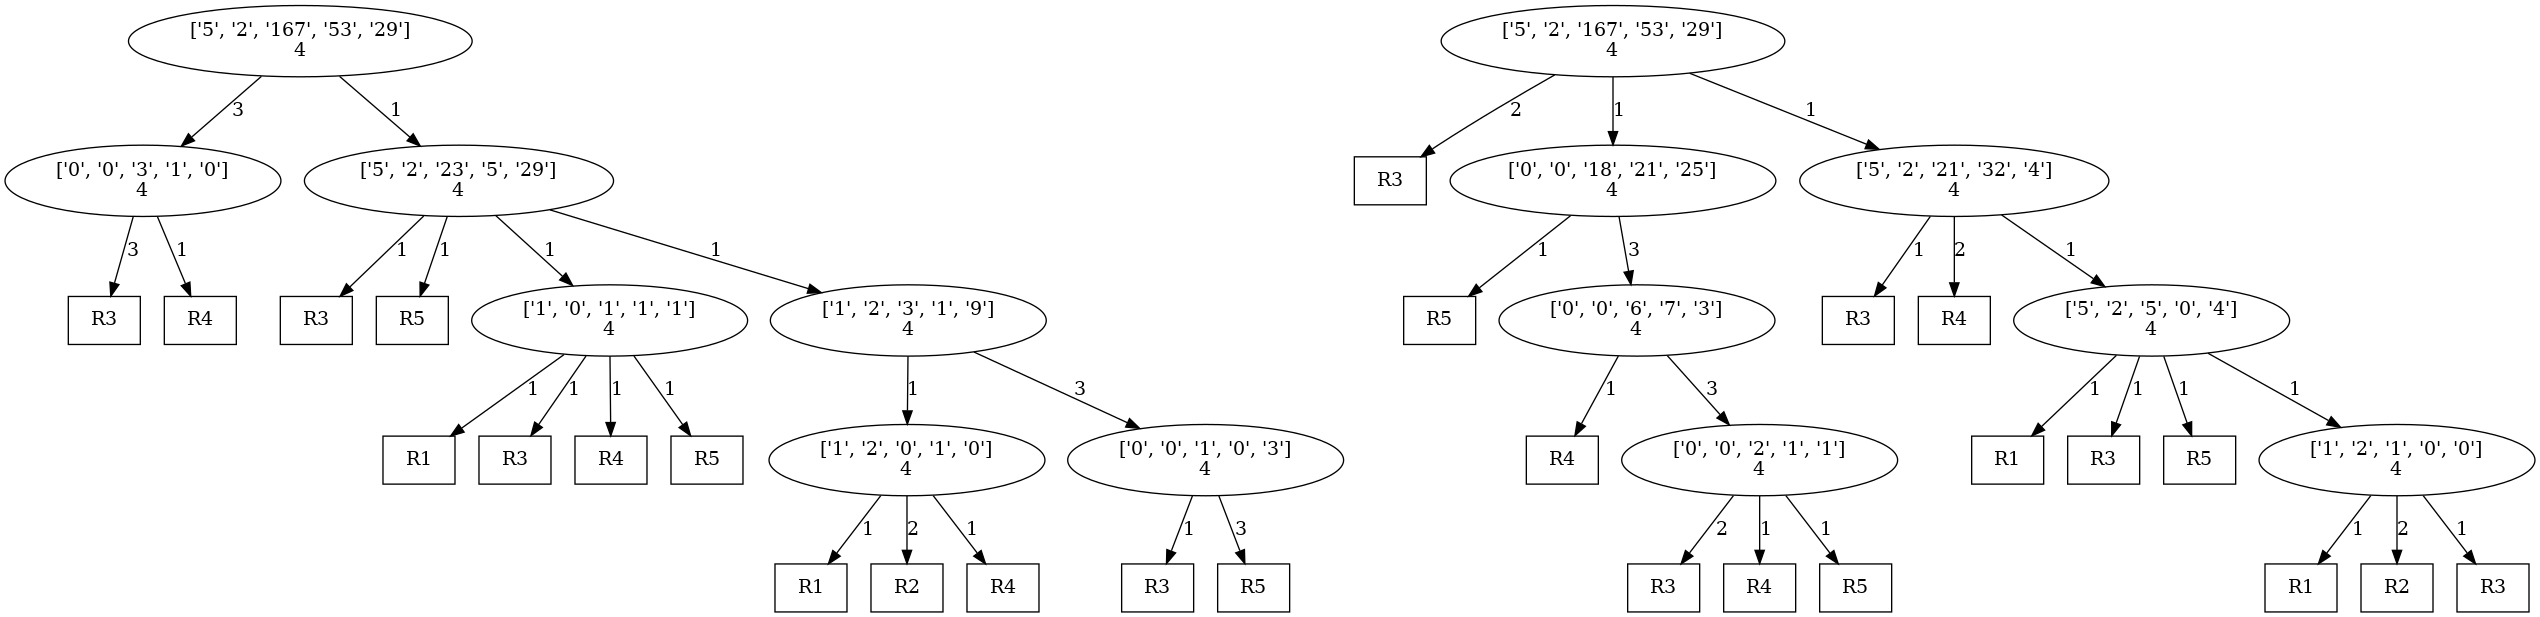 ['5', '2', '167', '53', '29']
4
['5', '2', '167', '53', '29']
4
3
1
2
1
1
['0', '0', '3', '1', '0']
4
['5', '2', '23', '5', '29']
4
R3
['0', '0', '18', '21', '25']
4
['5', '2', '21', '32', '4']
4
3
1
1
1
1
1
1
3
1
2
1
R3
R4
R3
R5
['1', '0', '1', '1', '1']
4
['1', '2', '3', '1', '9']
4
R5
['0', '0', '6', '7', '3']
4
R3
R4
['5', '2', '5', '0', '4']
4
1
1
1
1
1
3
1
3
1
1
1
1
R1
R3
R4
R5
['1', '2', '0', '1', '0']
4
['0', '0', '1', '0', '3']
4
R4
['0', '0', '2', '1', '1']
4
R1
R3
R5
['1', '2', '1', '0', '0']
4
1
2
1
1
3
2
1
1
1
2
1
R1
R2
R4
R3
R5
R3
R4
R5
R1
R2
R3